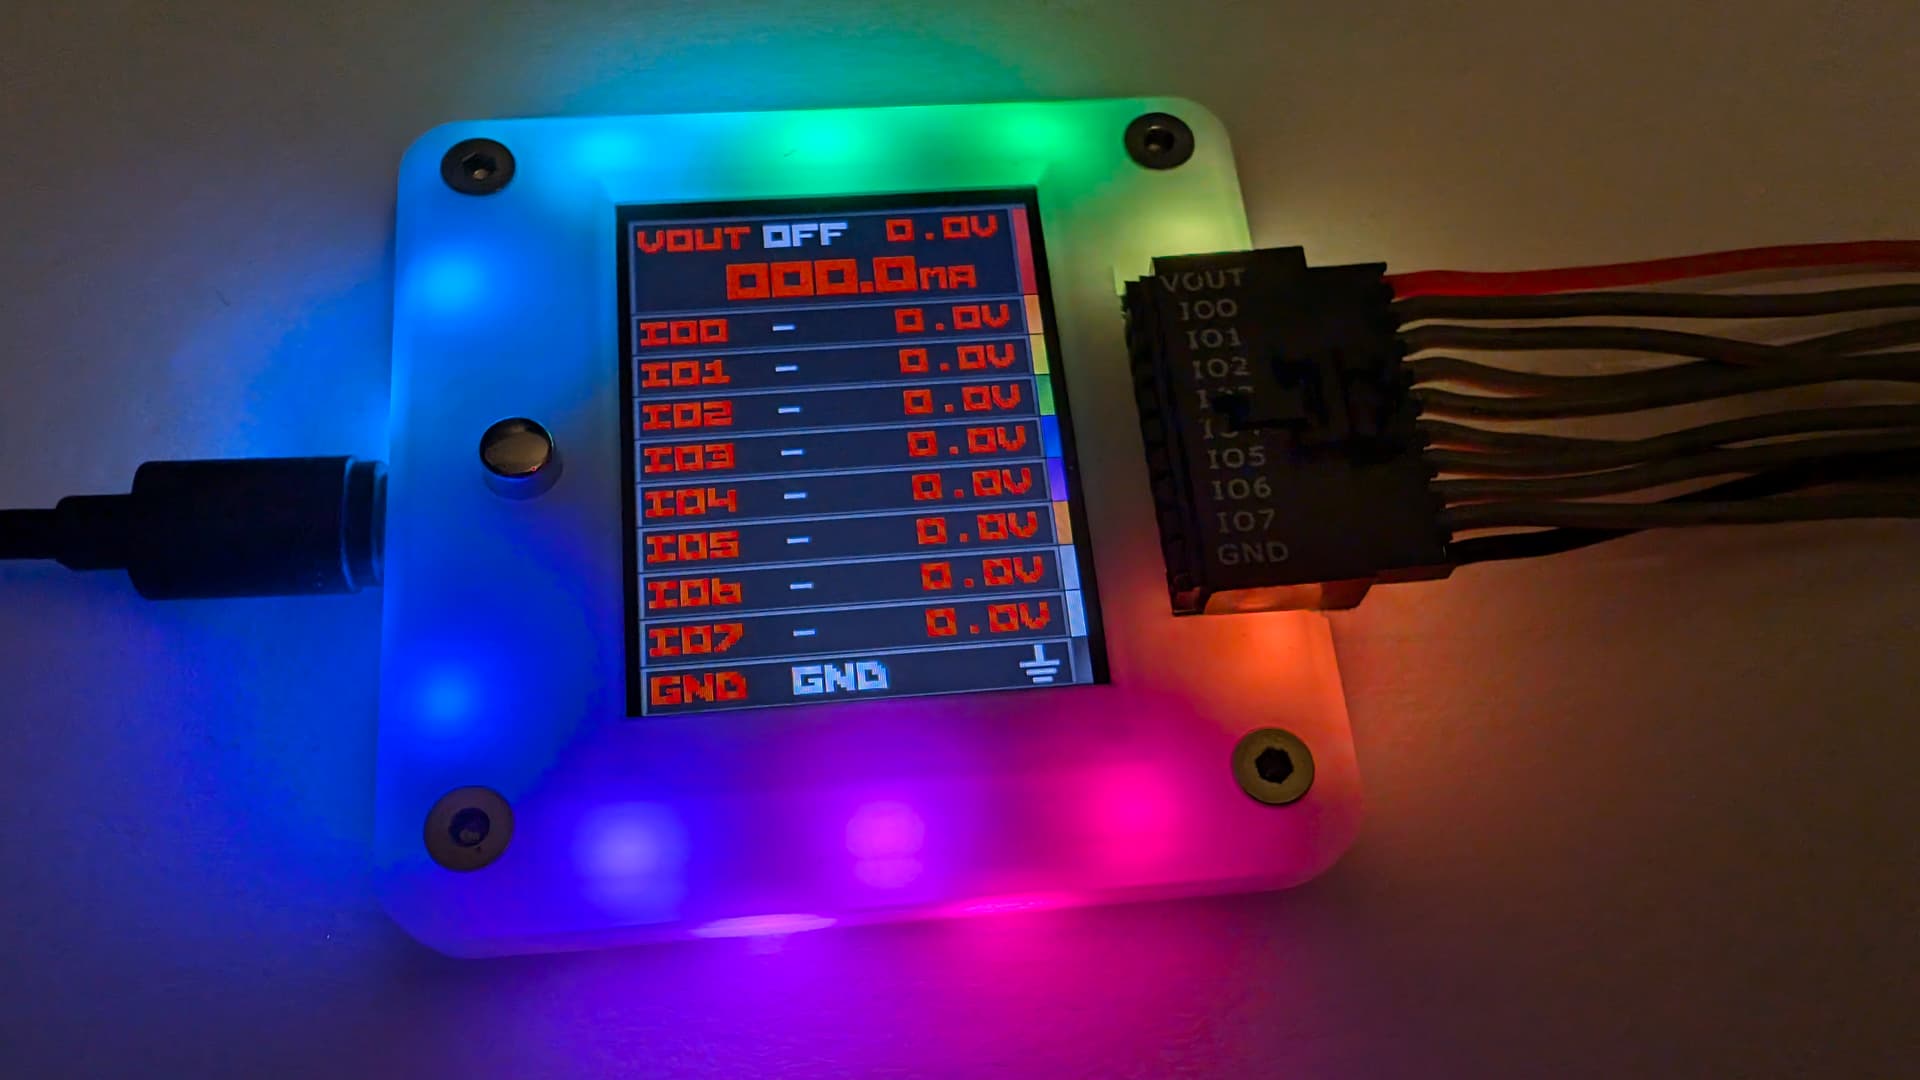 VOUT OFF 0.0V
000.0MA
IO0 - 0.0V
IO1 - 0.0V
IO2 - 0.0V
IO3 - 0.0V
IO4 - 0.0V
IO5 - 0.0V
IO6 - 0.0V
IO7 - 0.0V
GND GND
VOUT
IO0
IO1
IO2
IO5
IO6
IO7
GND